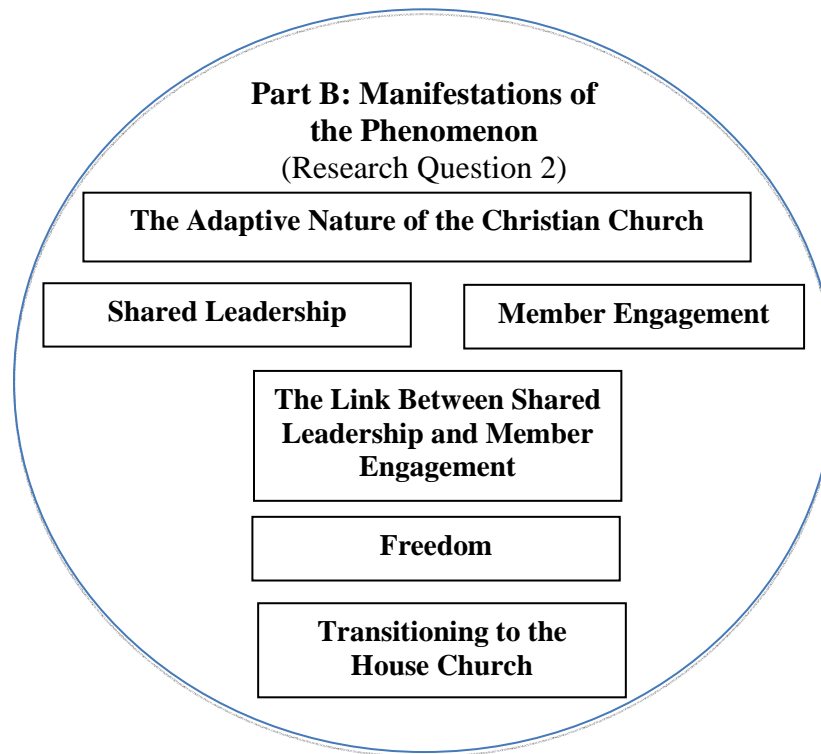 Part B: Manifestations of
the Phenomenon
(Research Question 2)
The Adaptive Nature of the Christian Church
Shared Leadership
Member Engagement
The Link Between Shared
Leadership and Member
Engagement
Freedom
Transitioning to the
House Church